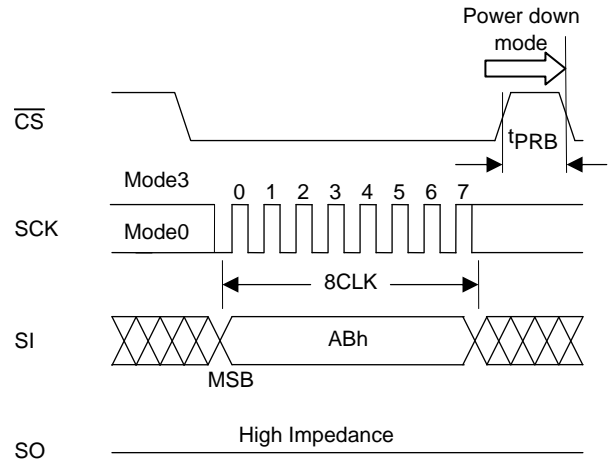 Power down
mode
CS
tPRB
Mode3
0 1 2 3 4 5 6 7
SCK
Mode0
8CLK
SI
ABh
MSB
High Impedance
SO